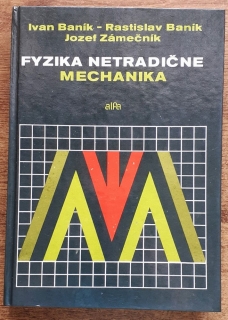 Ivan Baník – Rastislav Baník
Jozef Zámečník
FYZIKA NETRADIČNE
MECHANIKA
alfa